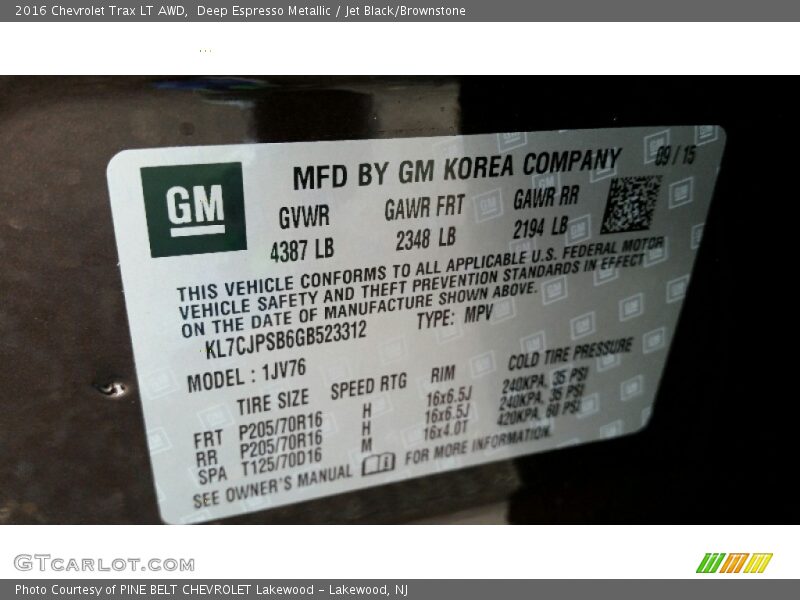 2016 Chevrolet Trax LT AWD, Deep Espresso Metallic / Jet Black/Brownstone
GM
MFD BY GM KOREA COMPANY 09/15
GVWR GAWR FRT GAWR RR
4387 LB 2348 LB 2194 LB
THIS VEHICLE CONFORMS TO ALL APPLICABLE U.S. FEDERAL MOTOR
VEHICLE SAFETY AND THEFT PREVENTION STANDARDS IN EFFECT
ON THE DATE OF MANUFACTURE SHOWN ABOVE.
KL7CJPSB6GB523312 TYPE: MPV
MODEL : 1JV76
TIRE SIZE SPEED RTG RIM COLD TIRE PRESSURE
FRT P205/70R16 H 16x6.5J 240KPA, 35 PSI
RR P205/70R16 H 16x6.5J 240KPA, 35 PSI
SPA T125/70D16 M 16x4.0T 420KPA, 60 PSI
SEE OWNER'S MANUAL FOR MORE INFORMATION.
GTCARLOT.COM
Photo Courtesy of PINE BELT CHEVROLET Lakewood - Lakewood, NJ